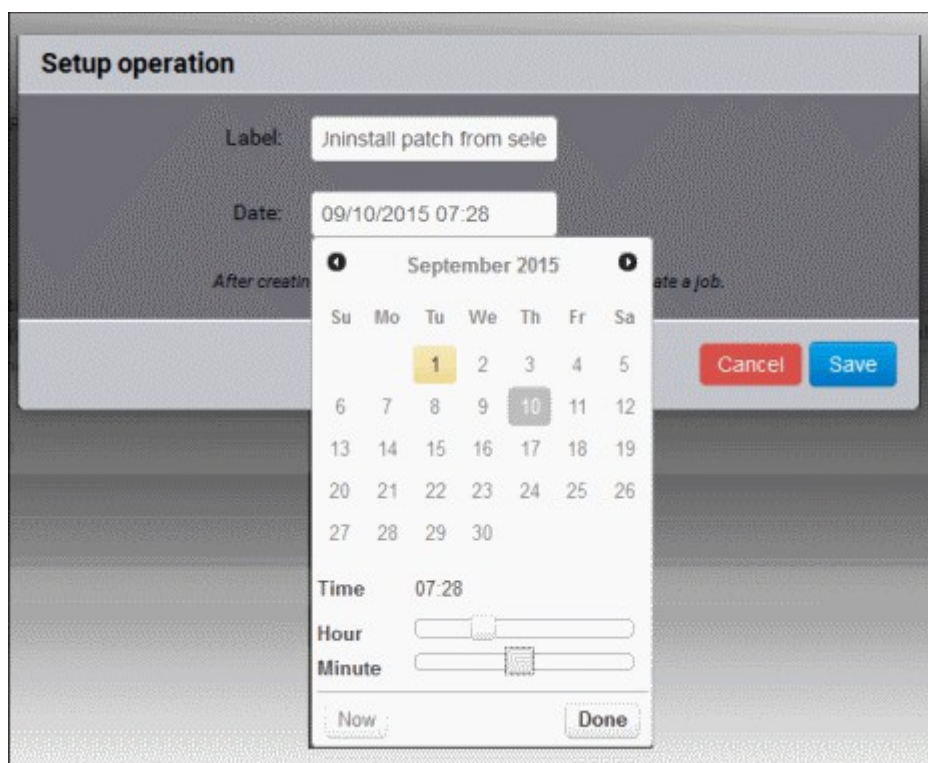 Setup operation
Label: Uninstall patch from sele
Date: 09/10/2015 07:28
After creatin ate a job.
September 2015
Su Mo Tu We Th Fr Sa
1 2 3 4 5
6 7 8 9 10 11 12
13 14 15 16 17 18 19
20 21 22 23 24 25 26
27 28 29 30
Time 07:28
Hour
Minute
Now Done
Cancel Save